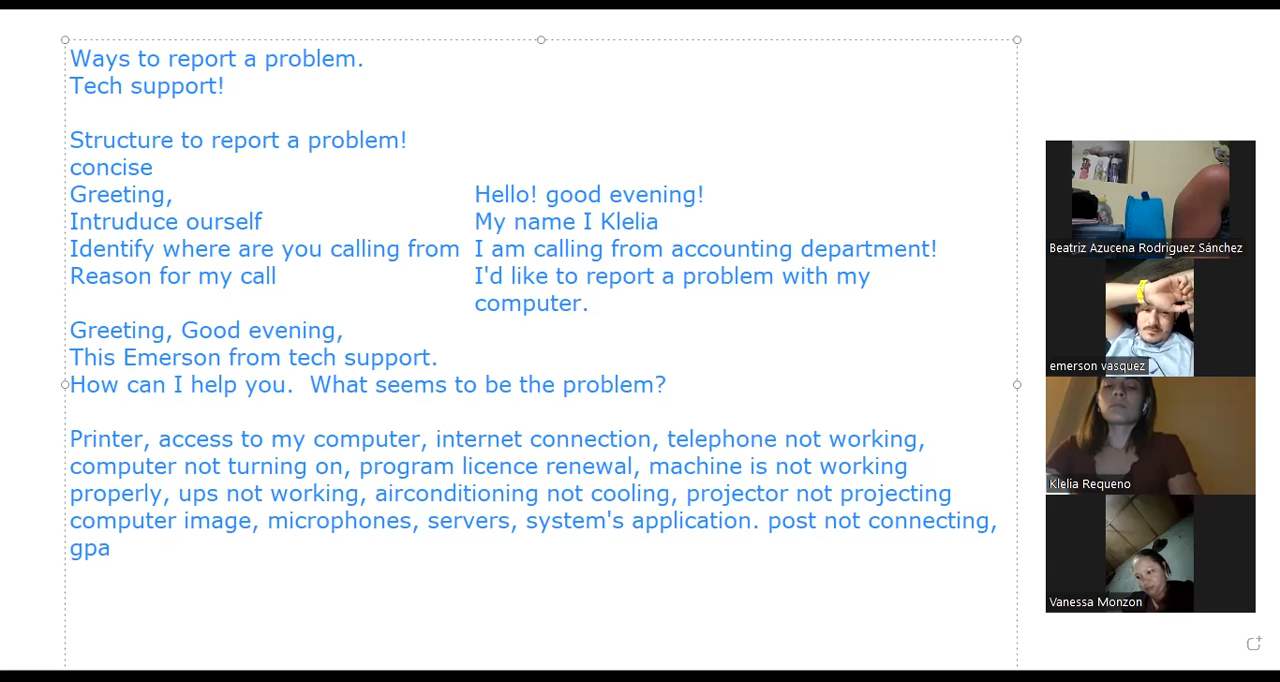 Ways to report a problem.
Tech support!
Structure to report a problem!
concise
Greeting, Hello! good evening!
Intruduce ourself My name I Klelia
Identify where are you calling from I am calling from accounting department!
Reason for my call I'd like to report a problem with my
computer.
Greeting, Good evening,
This Emerson from tech support.
How can I help you.  What seems to be the problem?
Printer, access to my computer, internet connection, telephone not working,
computer not turning on, program licence renewal, machine is not working
properly, ups not working, airconditioning not cooling, projector not projecting
computer image, microphones, servers, system's application. post not connecting,
gpa
Beatriz Azucena Rodriguez Sánchez
emerson vasquez
Klelia Requeno
Vanessa Monzon